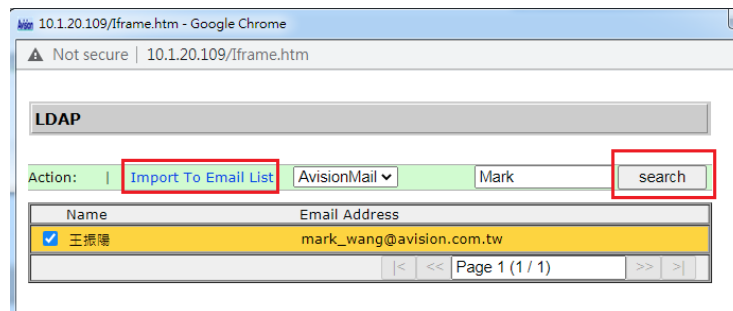 Avision 10.1.20.109/Iframe.htm - Google Chrome
Not secure | 10.1.20.109/Iframe.htm
LDAP
Action: | Import To Email List AvisionMail Mark search
Name Email Address
王振陽 mark_wang@avision.com.tw
|< << Page 1 (1 / 1) >> >|